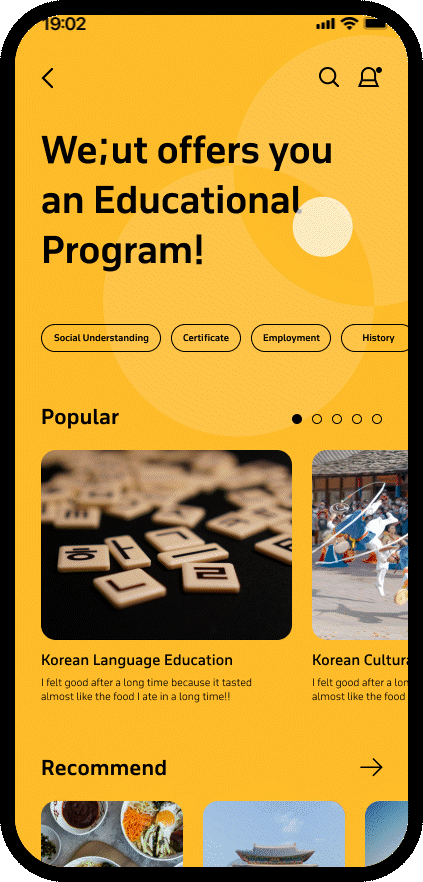 19:02
We;ut offers you
an Educational
Program!
Social Understanding Certificate Employment History
Popular
하 ㄴ ㄹ
Korean Language Education Korean Cultura
I felt good after a long time because it tasted I felt good after a lon
almost like the food I ate in a long time!! almost like the food
Recommend